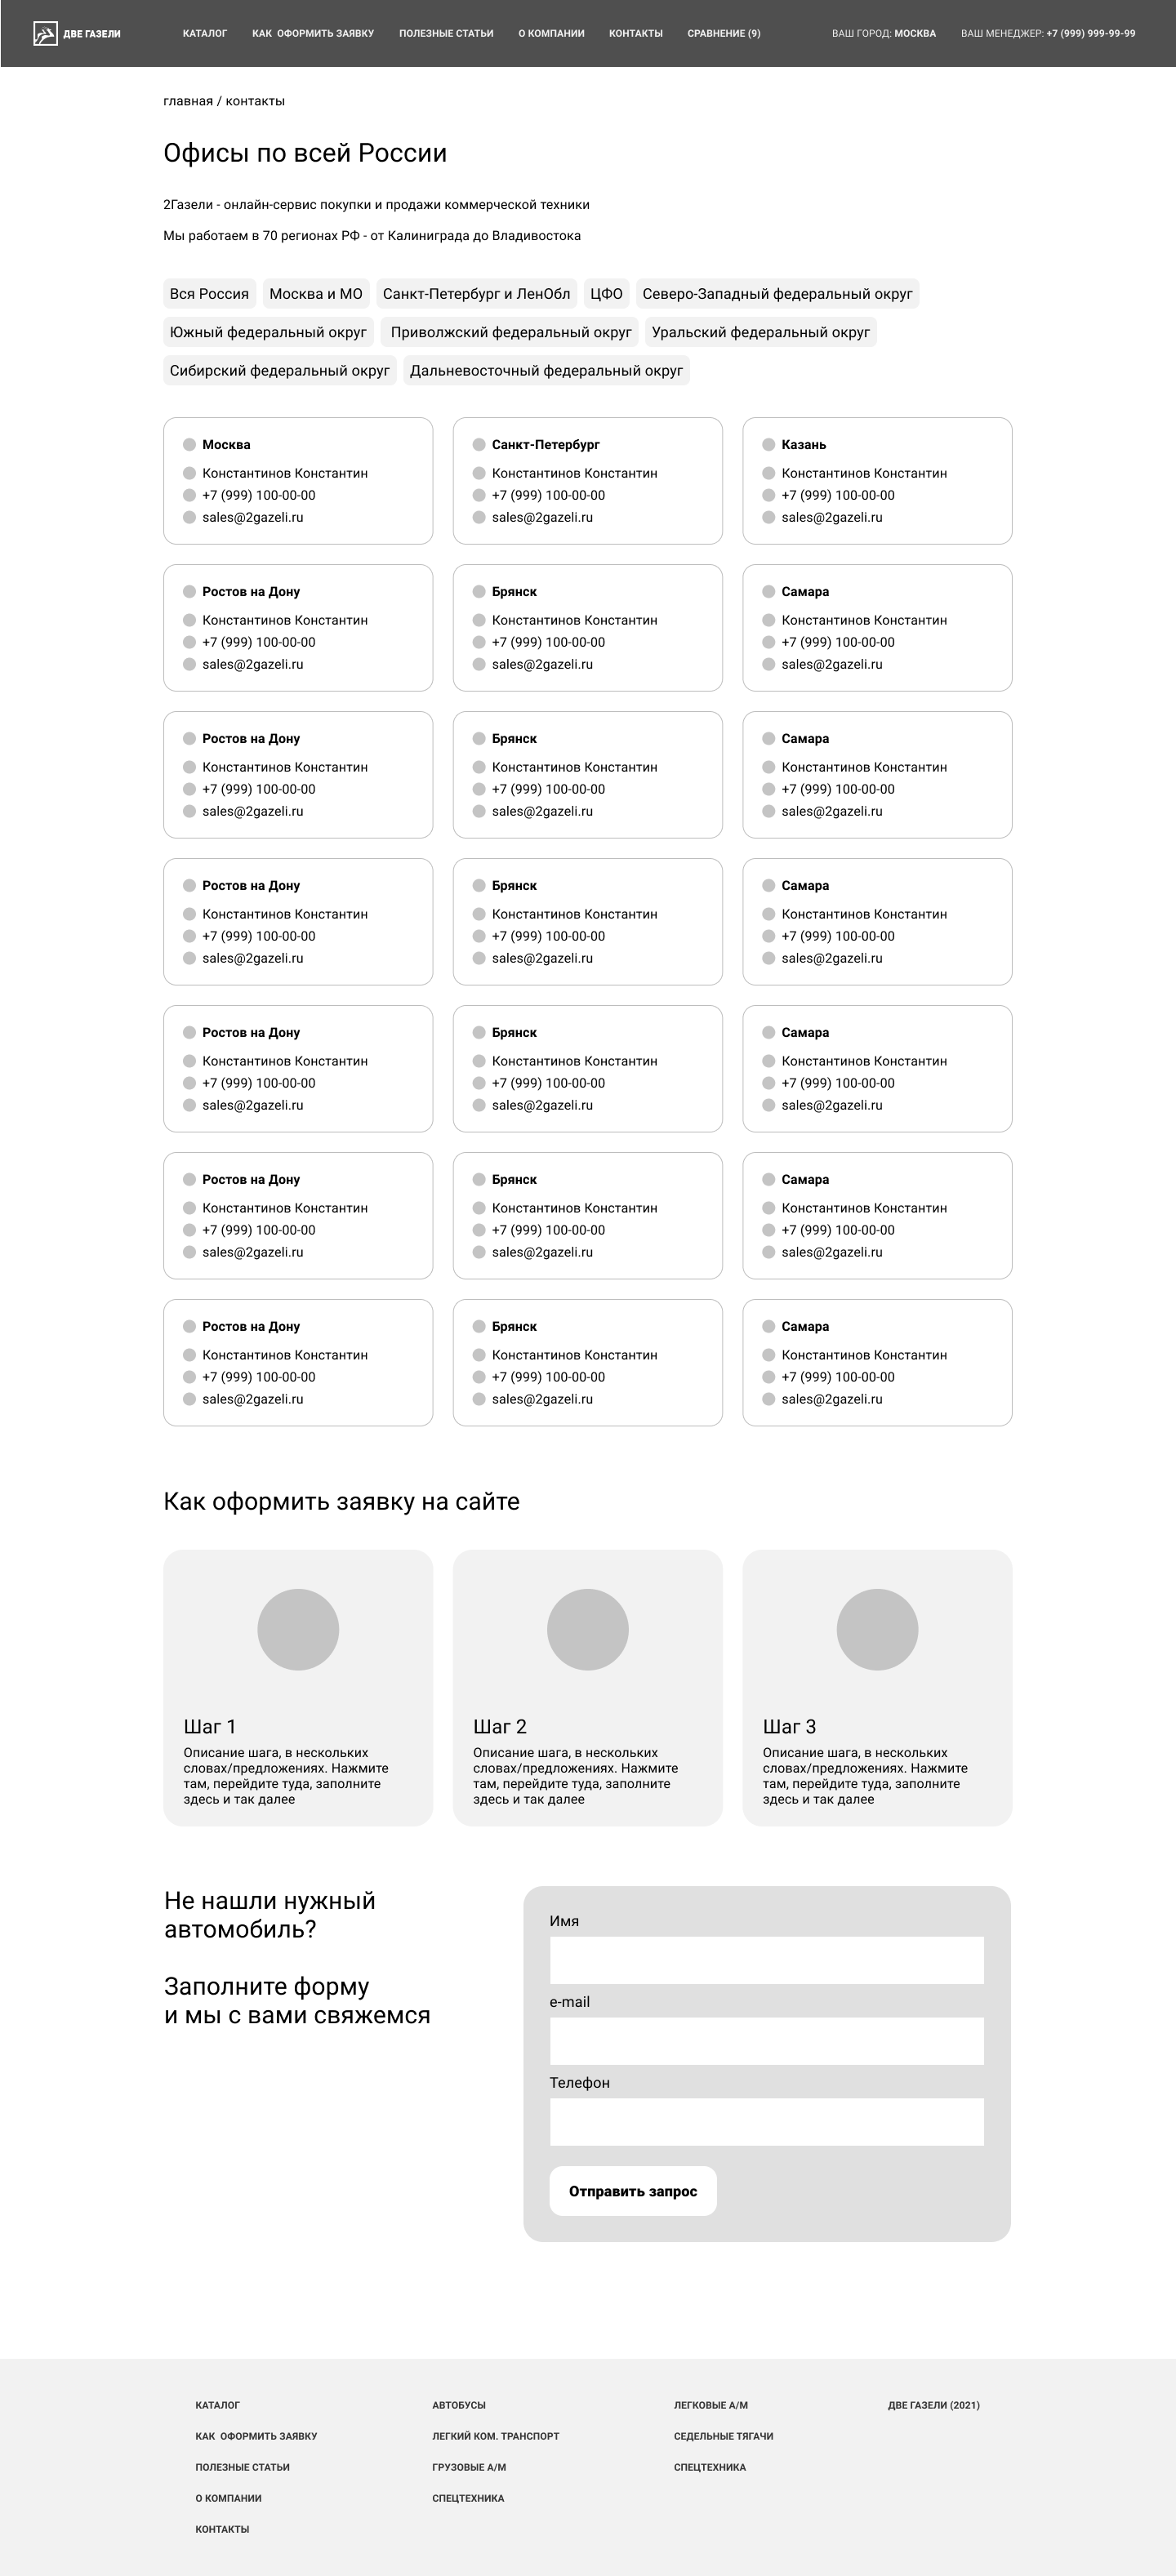 ДВЕ ГАЗЕЛИ КАТАЛОГ КАК ОФОРМИТЬ ЗАЯВКУ ПОЛЕЗНЫЕ СТАТЬИ О КОМПАНИИ КОНТАКТЫ СРАВНЕНИЕ (9) ВАШ ГОРОД: МОСКВА ВАШ МЕНЕДЖЕР: +7 (999) 999-99-99
главная / контакты
Офисы по всей России
2Газели - онлайн-сервис покупки и продажи коммерческой техники
Мы работаем в 70 регионах РФ - от Калиниграда до Владивостока
Вся Россия Москва и МО Санкт-Петербург и ЛенОбл ЦФО Северо-Западный федеральный округ
Южный федеральный округ Приволжский федеральный округ Уральский федеральный округ
Сибирский федеральный округ Дальневосточный федеральный округ
Москва Санкт-Петербург Казань
Константинов Константин Константинов Константин Константинов Константин
+7 (999) 100-00-00 +7 (999) 100-00-00 +7 (999) 100-00-00
sales@2gazeli.ru sales@2gazeli.ru sales@2gazeli.ru
Ростов на Дону Брянск Самара
Константинов Константин Константинов Константин Константинов Константин
+7 (999) 100-00-00 +7 (999) 100-00-00 +7 (999) 100-00-00
sales@2gazeli.ru sales@2gazeli.ru sales@2gazeli.ru
Ростов на Дону Брянск Самара
Константинов Константин Константинов Константин Константинов Константин
+7 (999) 100-00-00 +7 (999) 100-00-00 +7 (999) 100-00-00
sales@2gazeli.ru sales@2gazeli.ru sales@2gazeli.ru
Ростов на Дону Брянск Самара
Константинов Константин Константинов Константин Константинов Константин
+7 (999) 100-00-00 +7 (999) 100-00-00 +7 (999) 100-00-00
sales@2gazeli.ru sales@2gazeli.ru sales@2gazeli.ru
Ростов на Дону Брянск Самара
Константинов Константин Константинов Константин Константинов Константин
+7 (999) 100-00-00 +7 (999) 100-00-00 +7 (999) 100-00-00
sales@2gazeli.ru sales@2gazeli.ru sales@2gazeli.ru
Ростов на Дону Брянск Самара
Константинов Константин Константинов Константин Константинов Константин
+7 (999) 100-00-00 +7 (999) 100-00-00 +7 (999) 100-00-00
sales@2gazeli.ru sales@2gazeli.ru sales@2gazeli.ru
Ростов на Дону Брянск Самара
Константинов Константин Константинов Константин Константинов Константин
+7 (999) 100-00-00 +7 (999) 100-00-00 +7 (999) 100-00-00
sales@2gazeli.ru sales@2gazeli.ru sales@2gazeli.ru
Как оформить заявку на сайте
Шаг 1
Описание шага, в нескольких
словах/предложениях. Нажмите
там, перейдите туда, заполните
здесь и так далее
Шаг 2
Описание шага, в нескольких
словах/предложениях. Нажмите
там, перейдите туда, заполните
здесь и так далее
Шаг 3
Описание шага, в нескольких
словах/предложениях. Нажмите
там, перейдите туда, заполните
здесь и так далее
Не нашли нужный
автомобиль?
Заполните форму
и мы с вами свяжемся
Имя
e-mail
Телефон
Отправить запрос
КАТАЛОГ
КАК ОФОРМИТЬ ЗАЯВКУ
ПОЛЕЗНЫЕ СТАТЬИ
О КОМПАНИИ
КОНТАКТЫ
АВТОБУСЫ
ЛЕГКИЙ КОМ. ТРАНСПОРТ
ГРУЗОВЫЕ А/М
СПЕЦТЕХНИКА
ЛЕГКОВЫЕ А/М
СЕДЕЛЬНЫЕ ТЯГАЧИ
СПЕЦТЕХНИКА
ДВЕ ГАЗЕЛИ (2021)